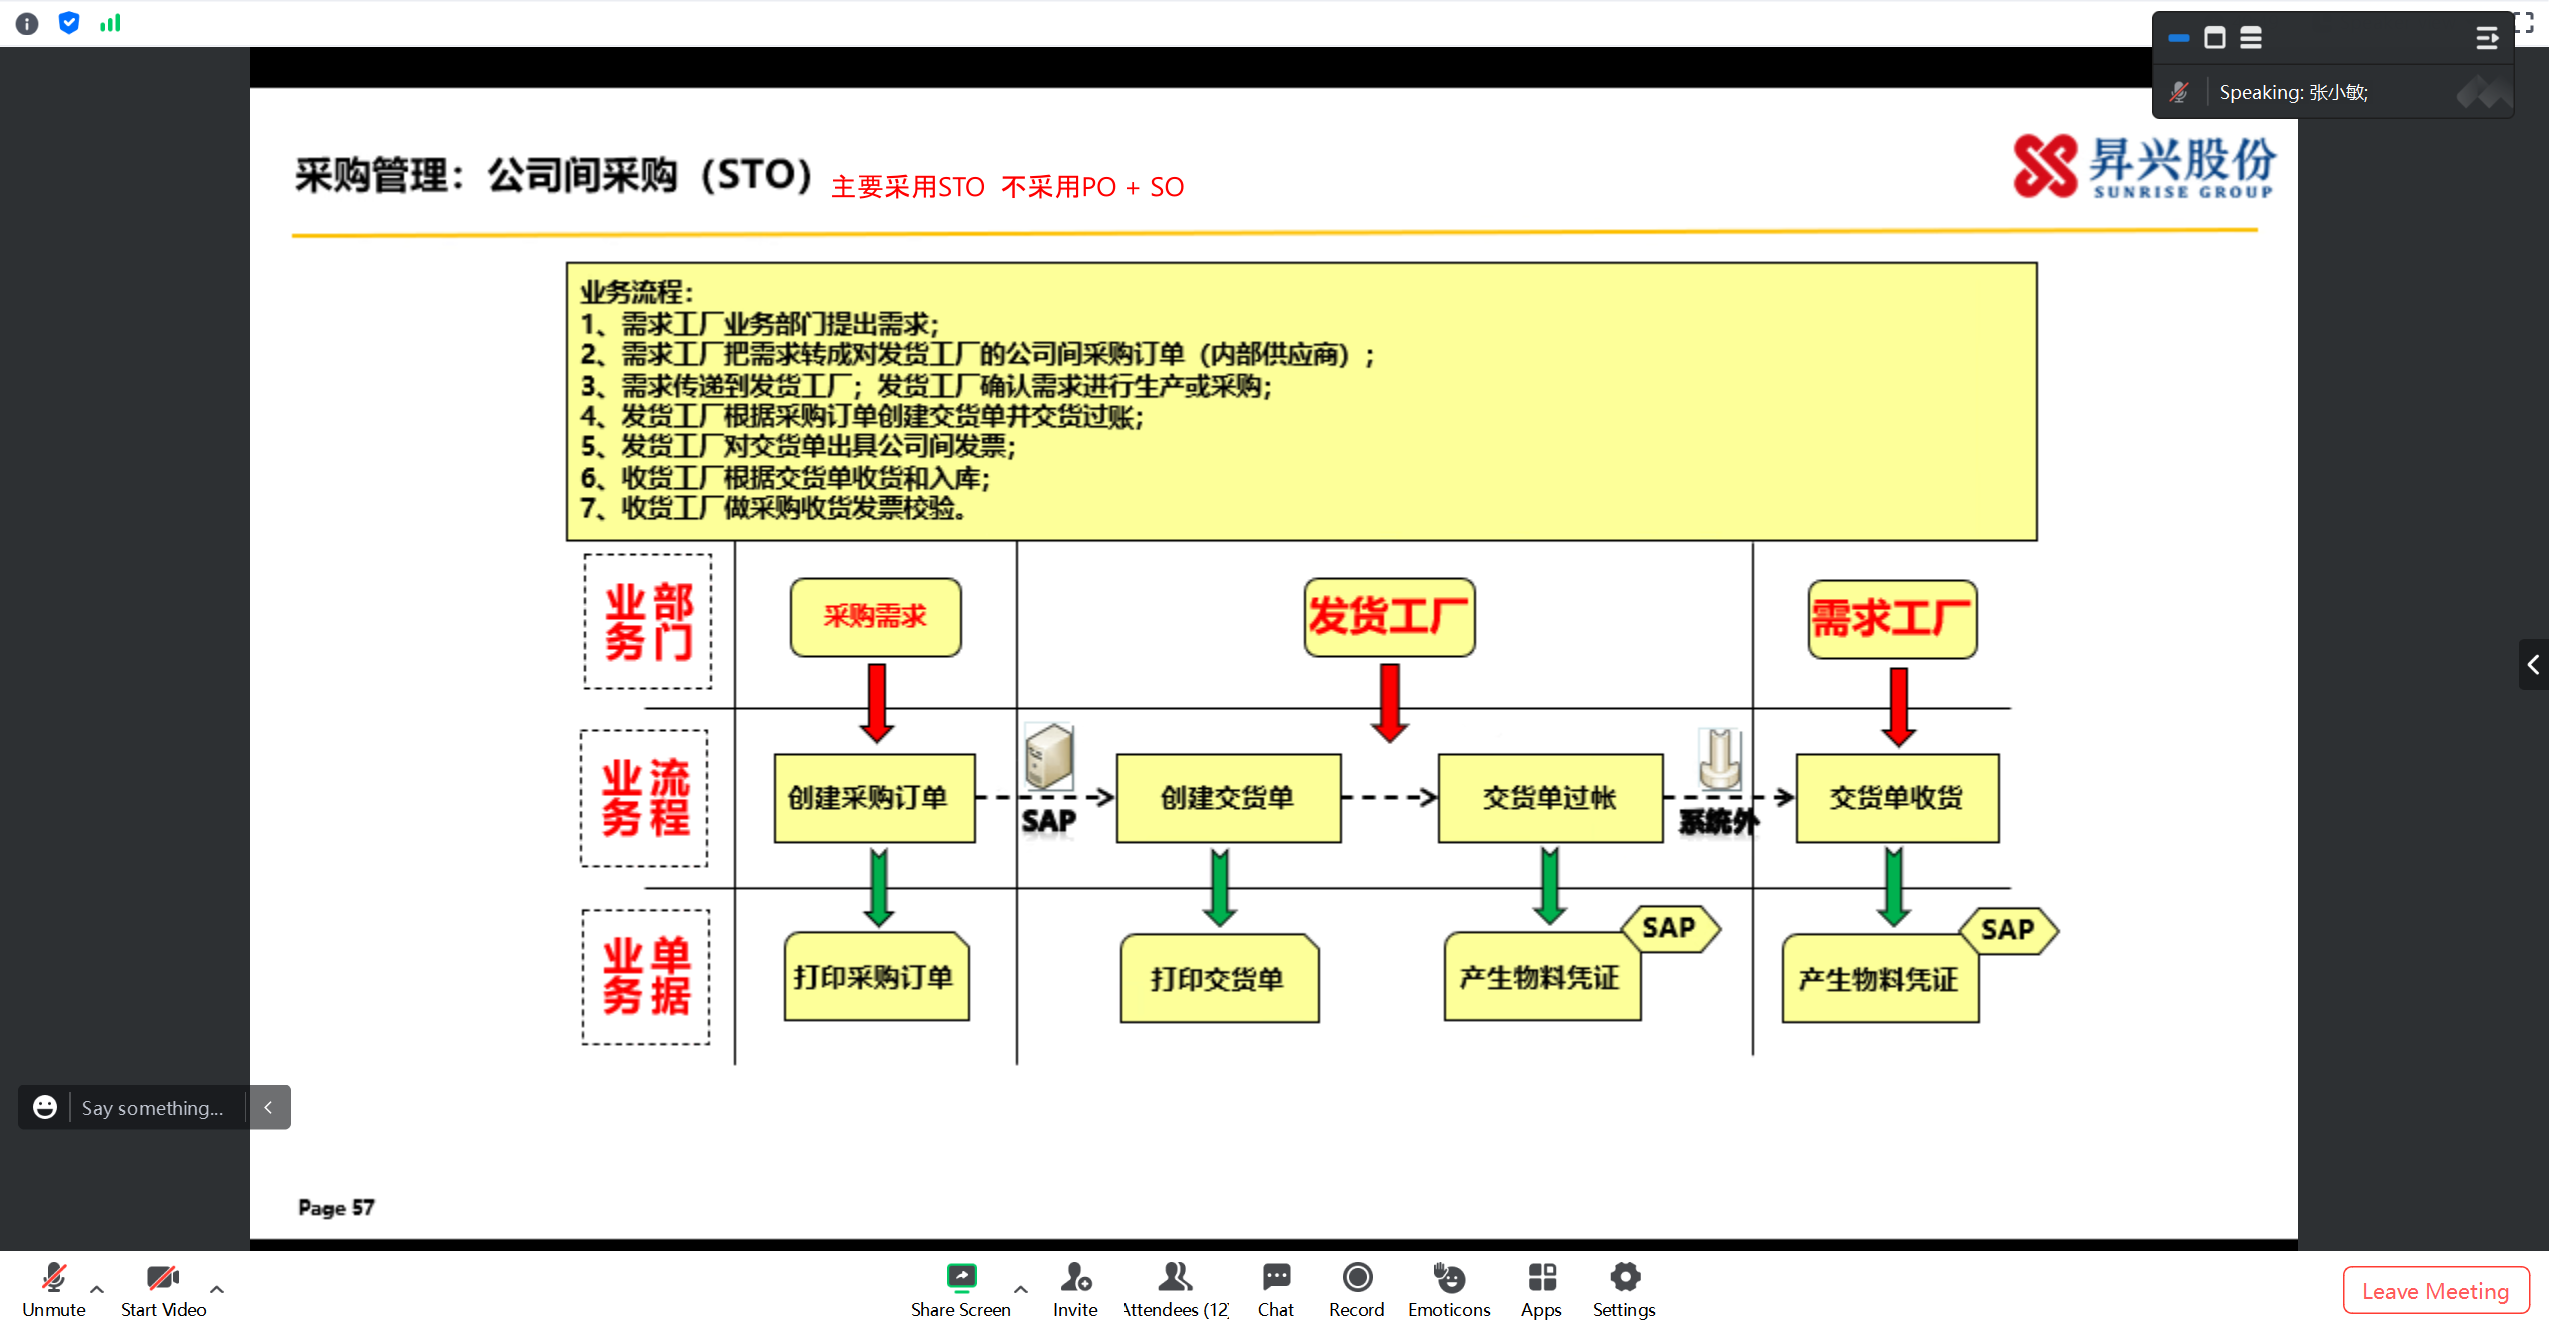 Speaking: 张小敏;
采购管理：公司间采购（STO）
主要采用STO 不采用PO + SO
昇兴股份
SUNRISE GROUP
业务流程：
1、需求工厂业务部门提出需求；
2、需求工厂把需求转成对发货工厂的公司间采购订单（内部供应商）；
3、需求传递到发货工厂；发货工厂确认需求进行生产或采购；
4、发货工厂根据采购订单创建交货单并交货过账；
5、发货工厂对交货单出具公司间发票；
6、收货工厂根据交货单收货和入库；
7、收货工厂做采购收货发票校验。
业务
部门
采购需求
发货工厂
需求工厂
业务
流程
创建采购订单
SAP
创建交货单
交货单过帐
系统外
交货单收货
业务
单据
打印采购订单
打印交货单
产生物料凭证
SAP
产生物料凭证
SAP
Say something...
Page 57
Unmute
Start Video
Share Screen
Invite
Attendees (12)
Chat
Record
Emoticons
Apps
Settings
Leave Meeting